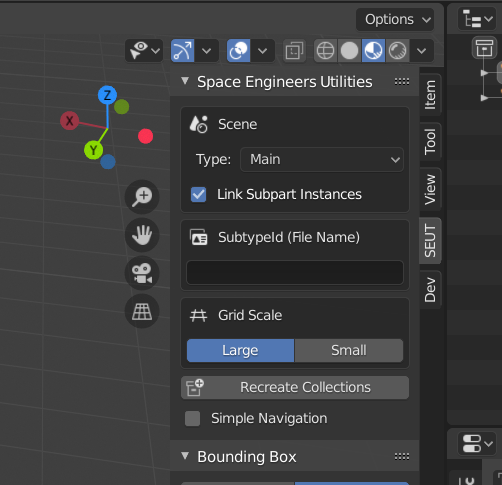 Options
Space Engineers Utilities
Scene
Type: Main
Link Subpart Instances
SubtypeId (File Name)
Grid Scale
Large Small
Recreate Collections
Simple Navigation
Bounding Box
Item
Tool
View
SEUT
Dev
Z
X
Y